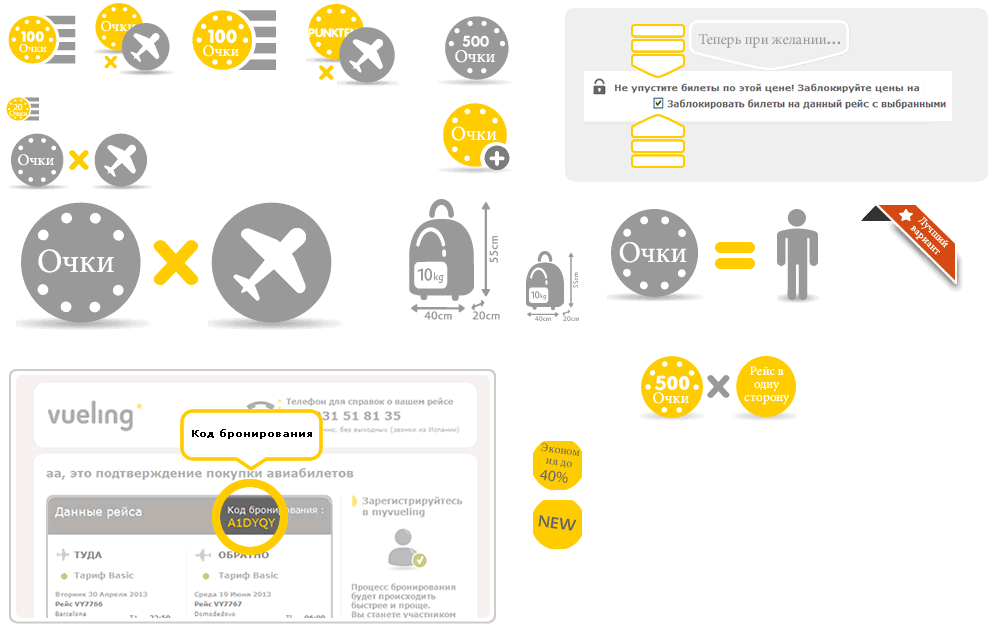 100
Очки
Очки
100
Очки
PUNKTE
500
Очки
Теперь при желании...
Не упустите билеты по этой цене! Заблокируйте цены на
Заблокировать билеты на данный рейс с выбранными
20
Очки
Очки
Очки
Очки
10kg
55cm
40cm
20cm
10kg
55cm
40cm
20cm
Очки
Лучший
вариант
500
Очки
Рейс в
одну
сторону
Эконом
ия до
40%
NEW
vueling
Телефон для справок о вашем рейсе
31 51 81 35
без выходных (звонки из Испании)
Код бронирования
аа, это подтверждение покупки авиабилетов
Данные рейса
Код бронирования :
A1DYQY
Зарегистрируйтесь
в myvueling
ТУДА
ОБРАТНО
Тариф Basic
Тариф Basic
Вторник 30 Апреля 2013
Среда 19 Июня 2013
Рейс VY7766
Рейс VY7767
Barcelona
Domodedovo
Процесс бронирования
будет происходить
быстрее и проще.
Вы станете участником